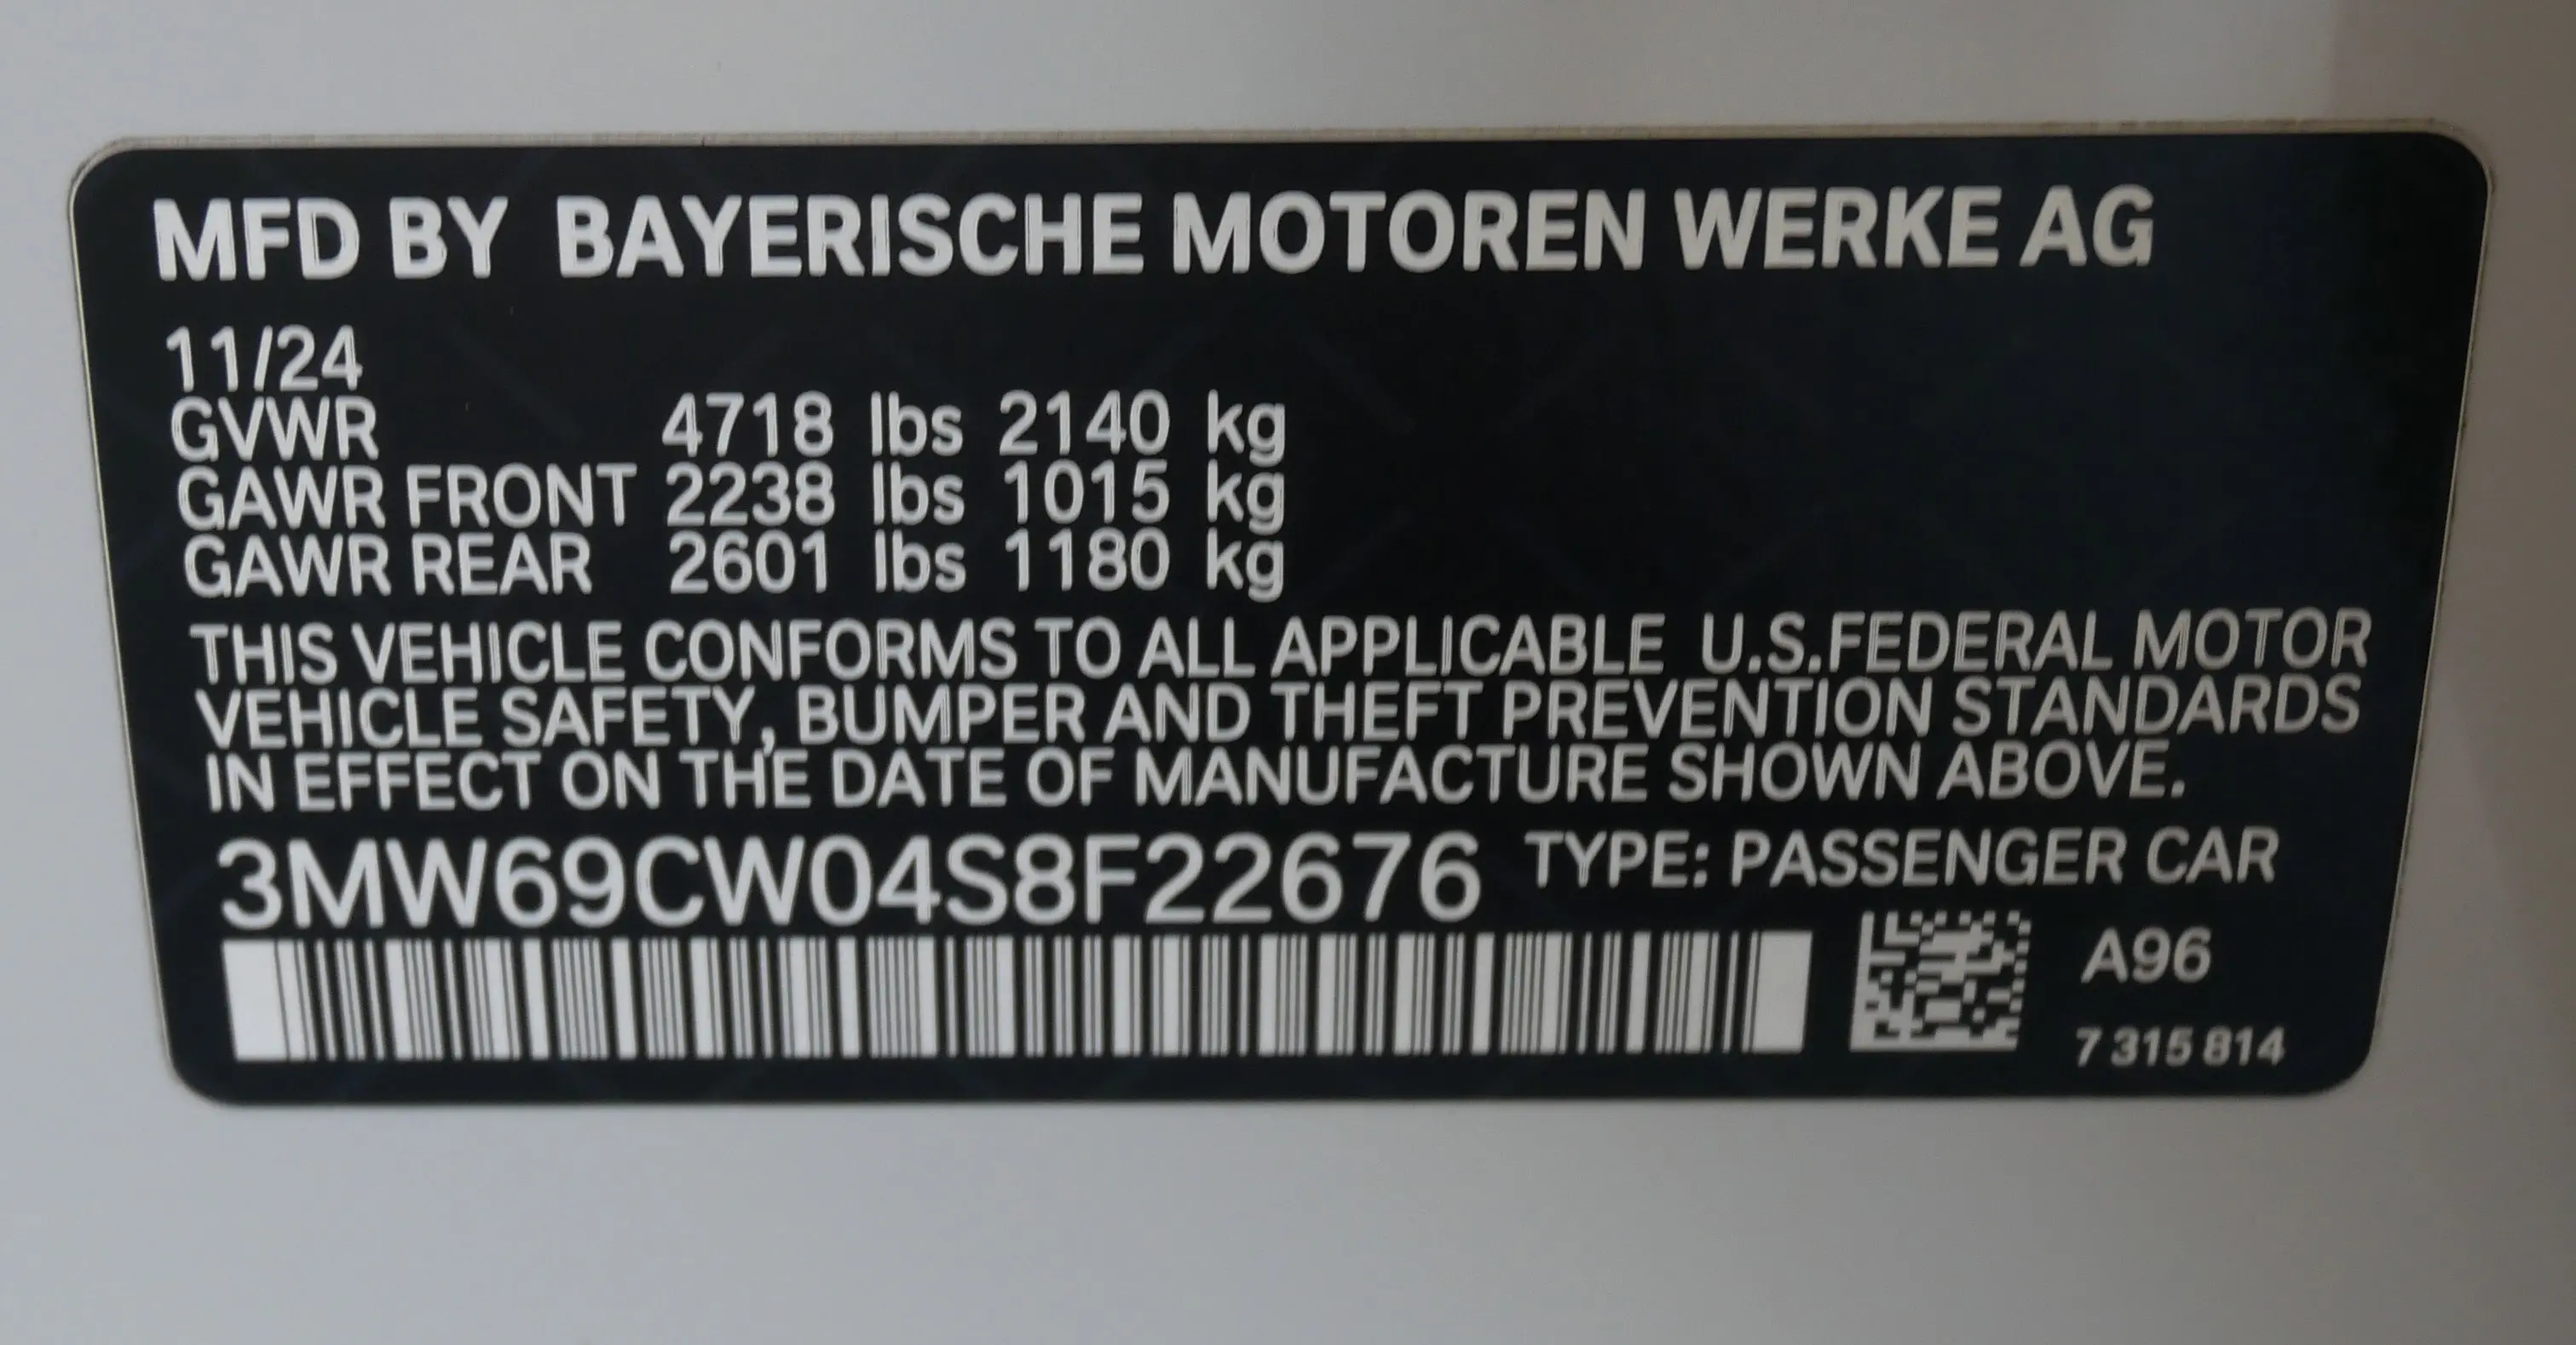 MFD BY BAYERISCHE MOTOREN WERKE AG
11/24
GVWR 4718 lbs 2140 kg
GAWR FRONT 2238 lbs 1015 kg
GAWR REAR 2601 lbs 1180 kg
THIS VEHICLE CONFORMS TO ALL APPLICABLE U.S.FEDERAL MOTOR
VEHICLE SAFETY, BUMPER AND THEFT PREVENTION STANDARDS
IN EFFECT ON THE DATE OF MANUFACTURE SHOWN ABOVE.
3MW69CW04S8F22676 TYPE: PASSENGER CAR
A96
7 315 814